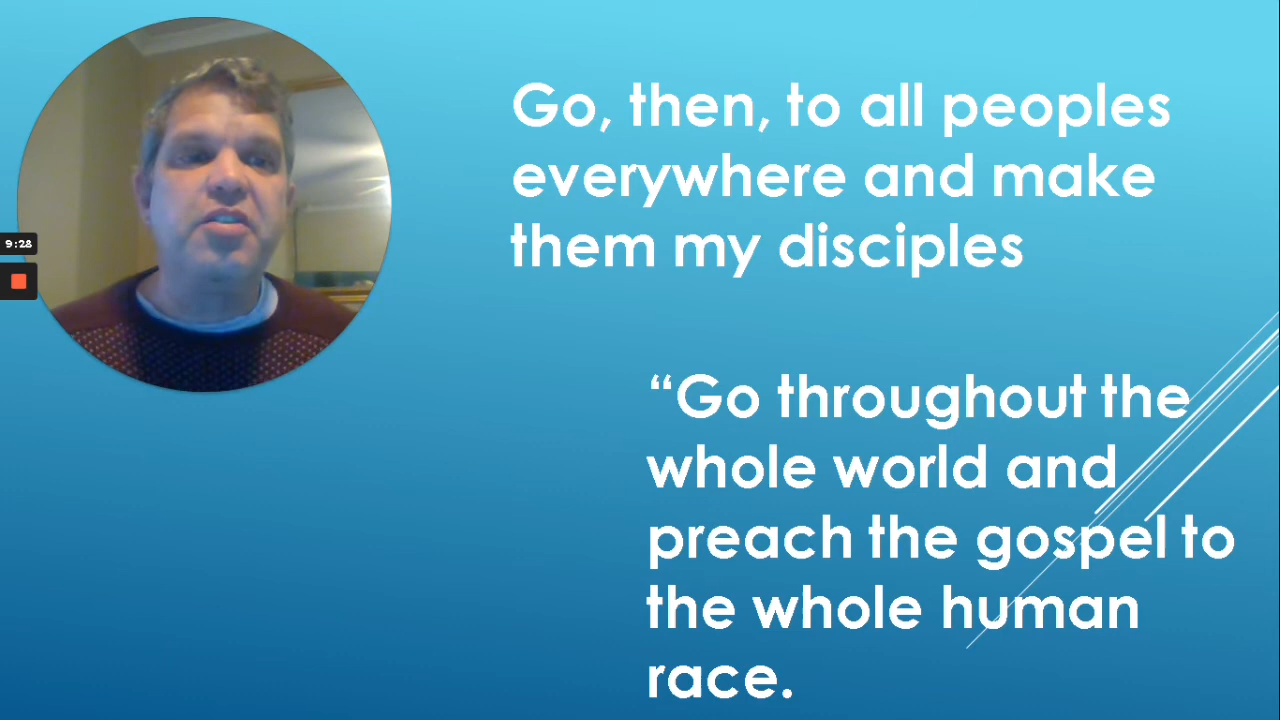 Go, then, to all peoples
everywhere and make
them my disciples
9:28
“Go throughout the
whole world and
preach the gospel to
the whole human
race.